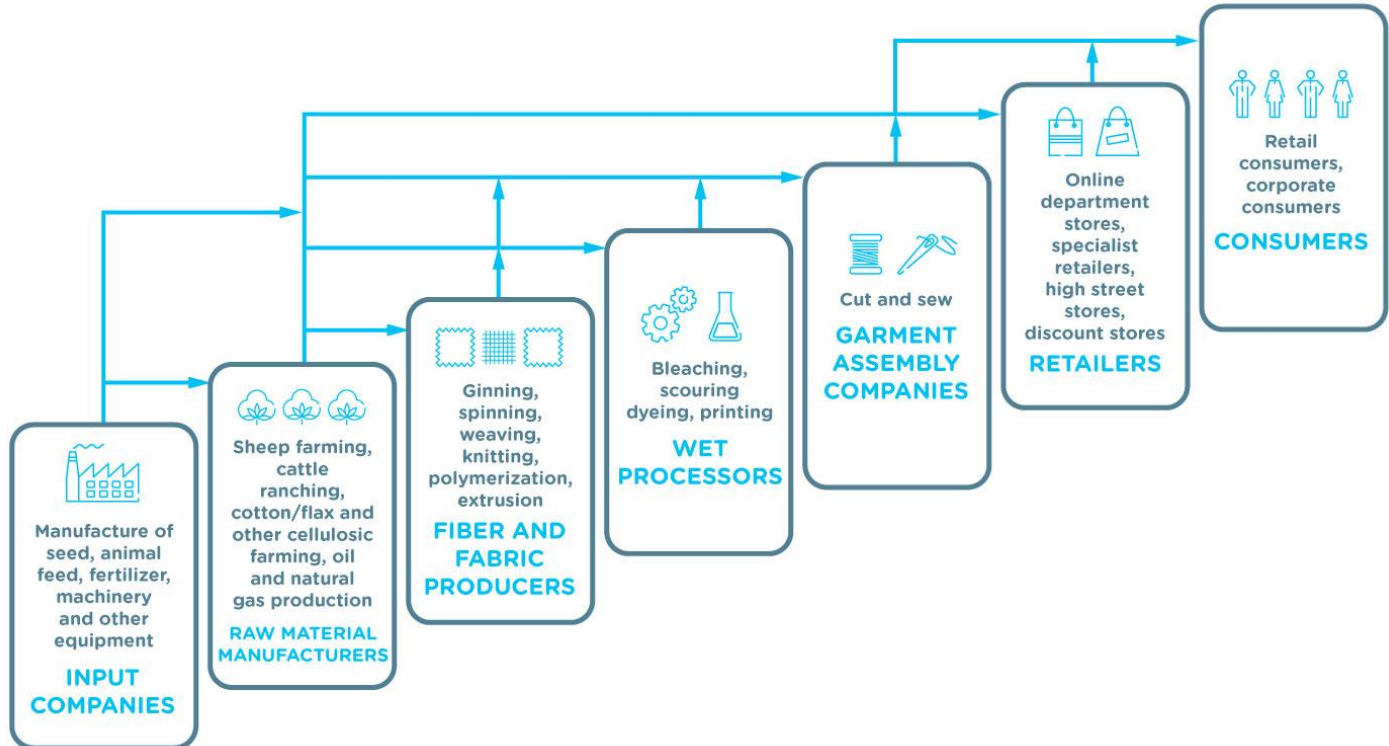 Manufacture of
seed, animal
feed, fertilizer,
machinery
and other
equipment
INPUT
COMPANIES
Sheep farming,
cattle
ranching,
cotton/flax and
other cellulosic
farming, oil
and natural
gas production
RAW MATERIAL
MANUFACTURERS
Ginning,
spinning,
weaving,
knitting,
polymerization,
extrusion
FIBER AND
FABRIC
PRODUCERS
Bleaching,
scouring
dyeing, printing
WET
PROCESSORS
Cut and sew
GARMENT
ASSEMBLY
COMPANIES
Online
department
stores,
specialist
retailers,
high street
stores,
discount stores
RETAILERS
Retail
consumers,
corporate
consumers
CONSUMERS